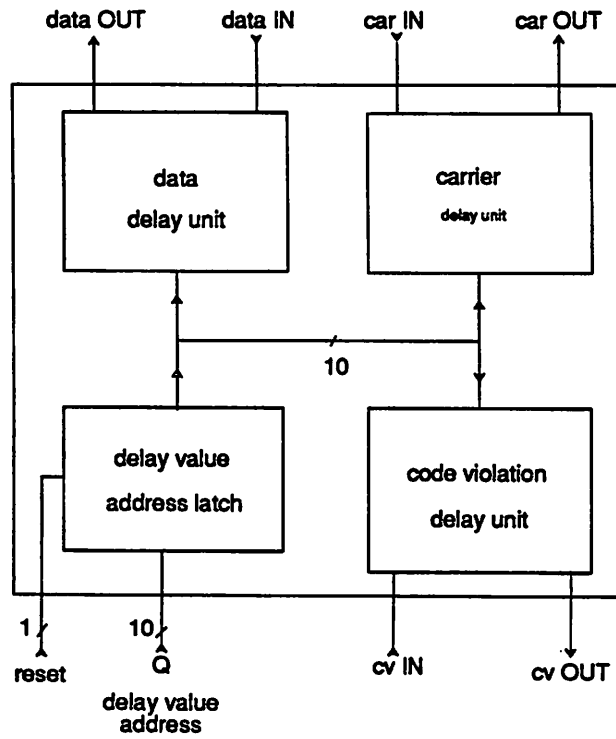 data OUT
data IN
car IN
car OUT
data
delay unit
carrier
delay unit
10
delay value
address latch
code violation
delay unit
1
10
reset
Q
cv IN
cv OUT
delay value
address